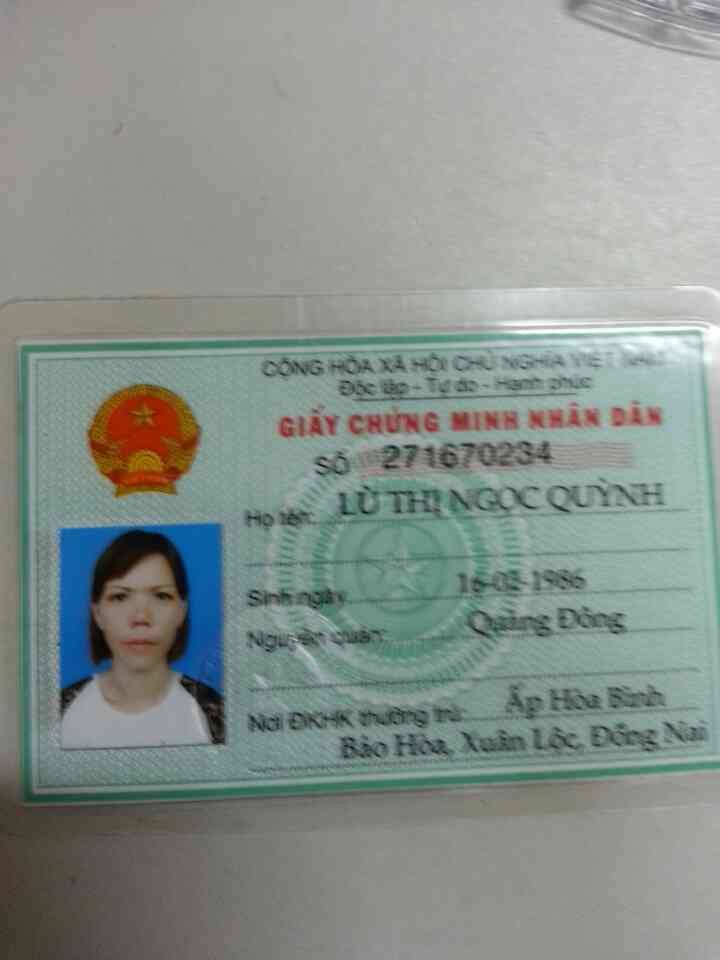 CỘNG HÒA XÃ HỘI CHỦ NGHĨA VIỆT NAM
Độc lập - Tự do - Hạnh phúc
GIẤY CHỨNG MINH NHÂN DÂN
SỐ 271670234
Họ tên: LỪ THỊ NGỌC QUỲNH
Sinh ngày 16-02-1986
Nguyên quán: Quảng Đông
Nơi ĐKHK thường trú: Ấp Hòa Bình
Bảo Hòa, Xuân Lộc, Đồng Nai